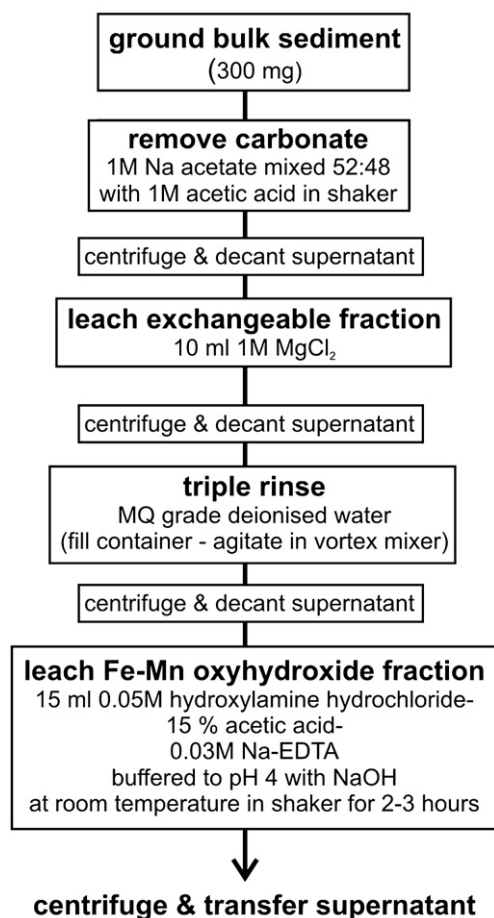 ground bulk sediment
(300 mg)
remove carbonate
1M Na acetate mixed 52:48
with 1M acetic acid in shaker
centrifuge & decant supernatant
leach exchangeable fraction
10 ml 1M MgCl₂
centrifuge & decant supernatant
triple rinse
MQ grade deionised water
(fill container - agitate in vortex mixer)
centrifuge & decant supernatant
leach Fe-Mn oxyhydroxide fraction
15 ml 0.05M hydroxylamine hydrochloride-
15 % acetic acid-
0.03M Na-EDTA
buffered to pH 4 with NaOH
at room temperature in shaker for 2-3 hours
centrifuge & transfer supernatant